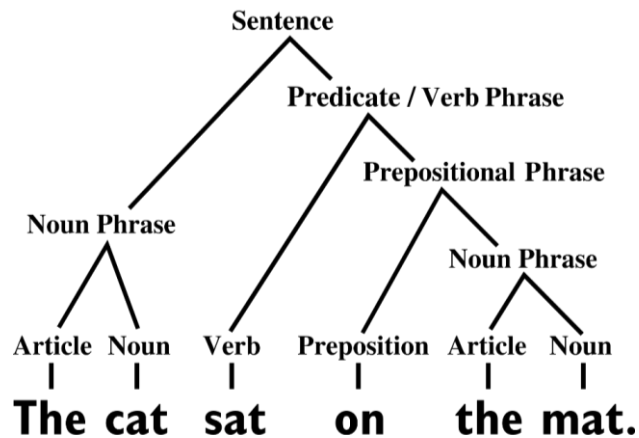 Sentence
Predicate / Verb Phrase
Prepositional Phrase
Noun Phrase
Noun Phrase
Article Noun Verb Preposition Article Noun
The cat sat on the mat.